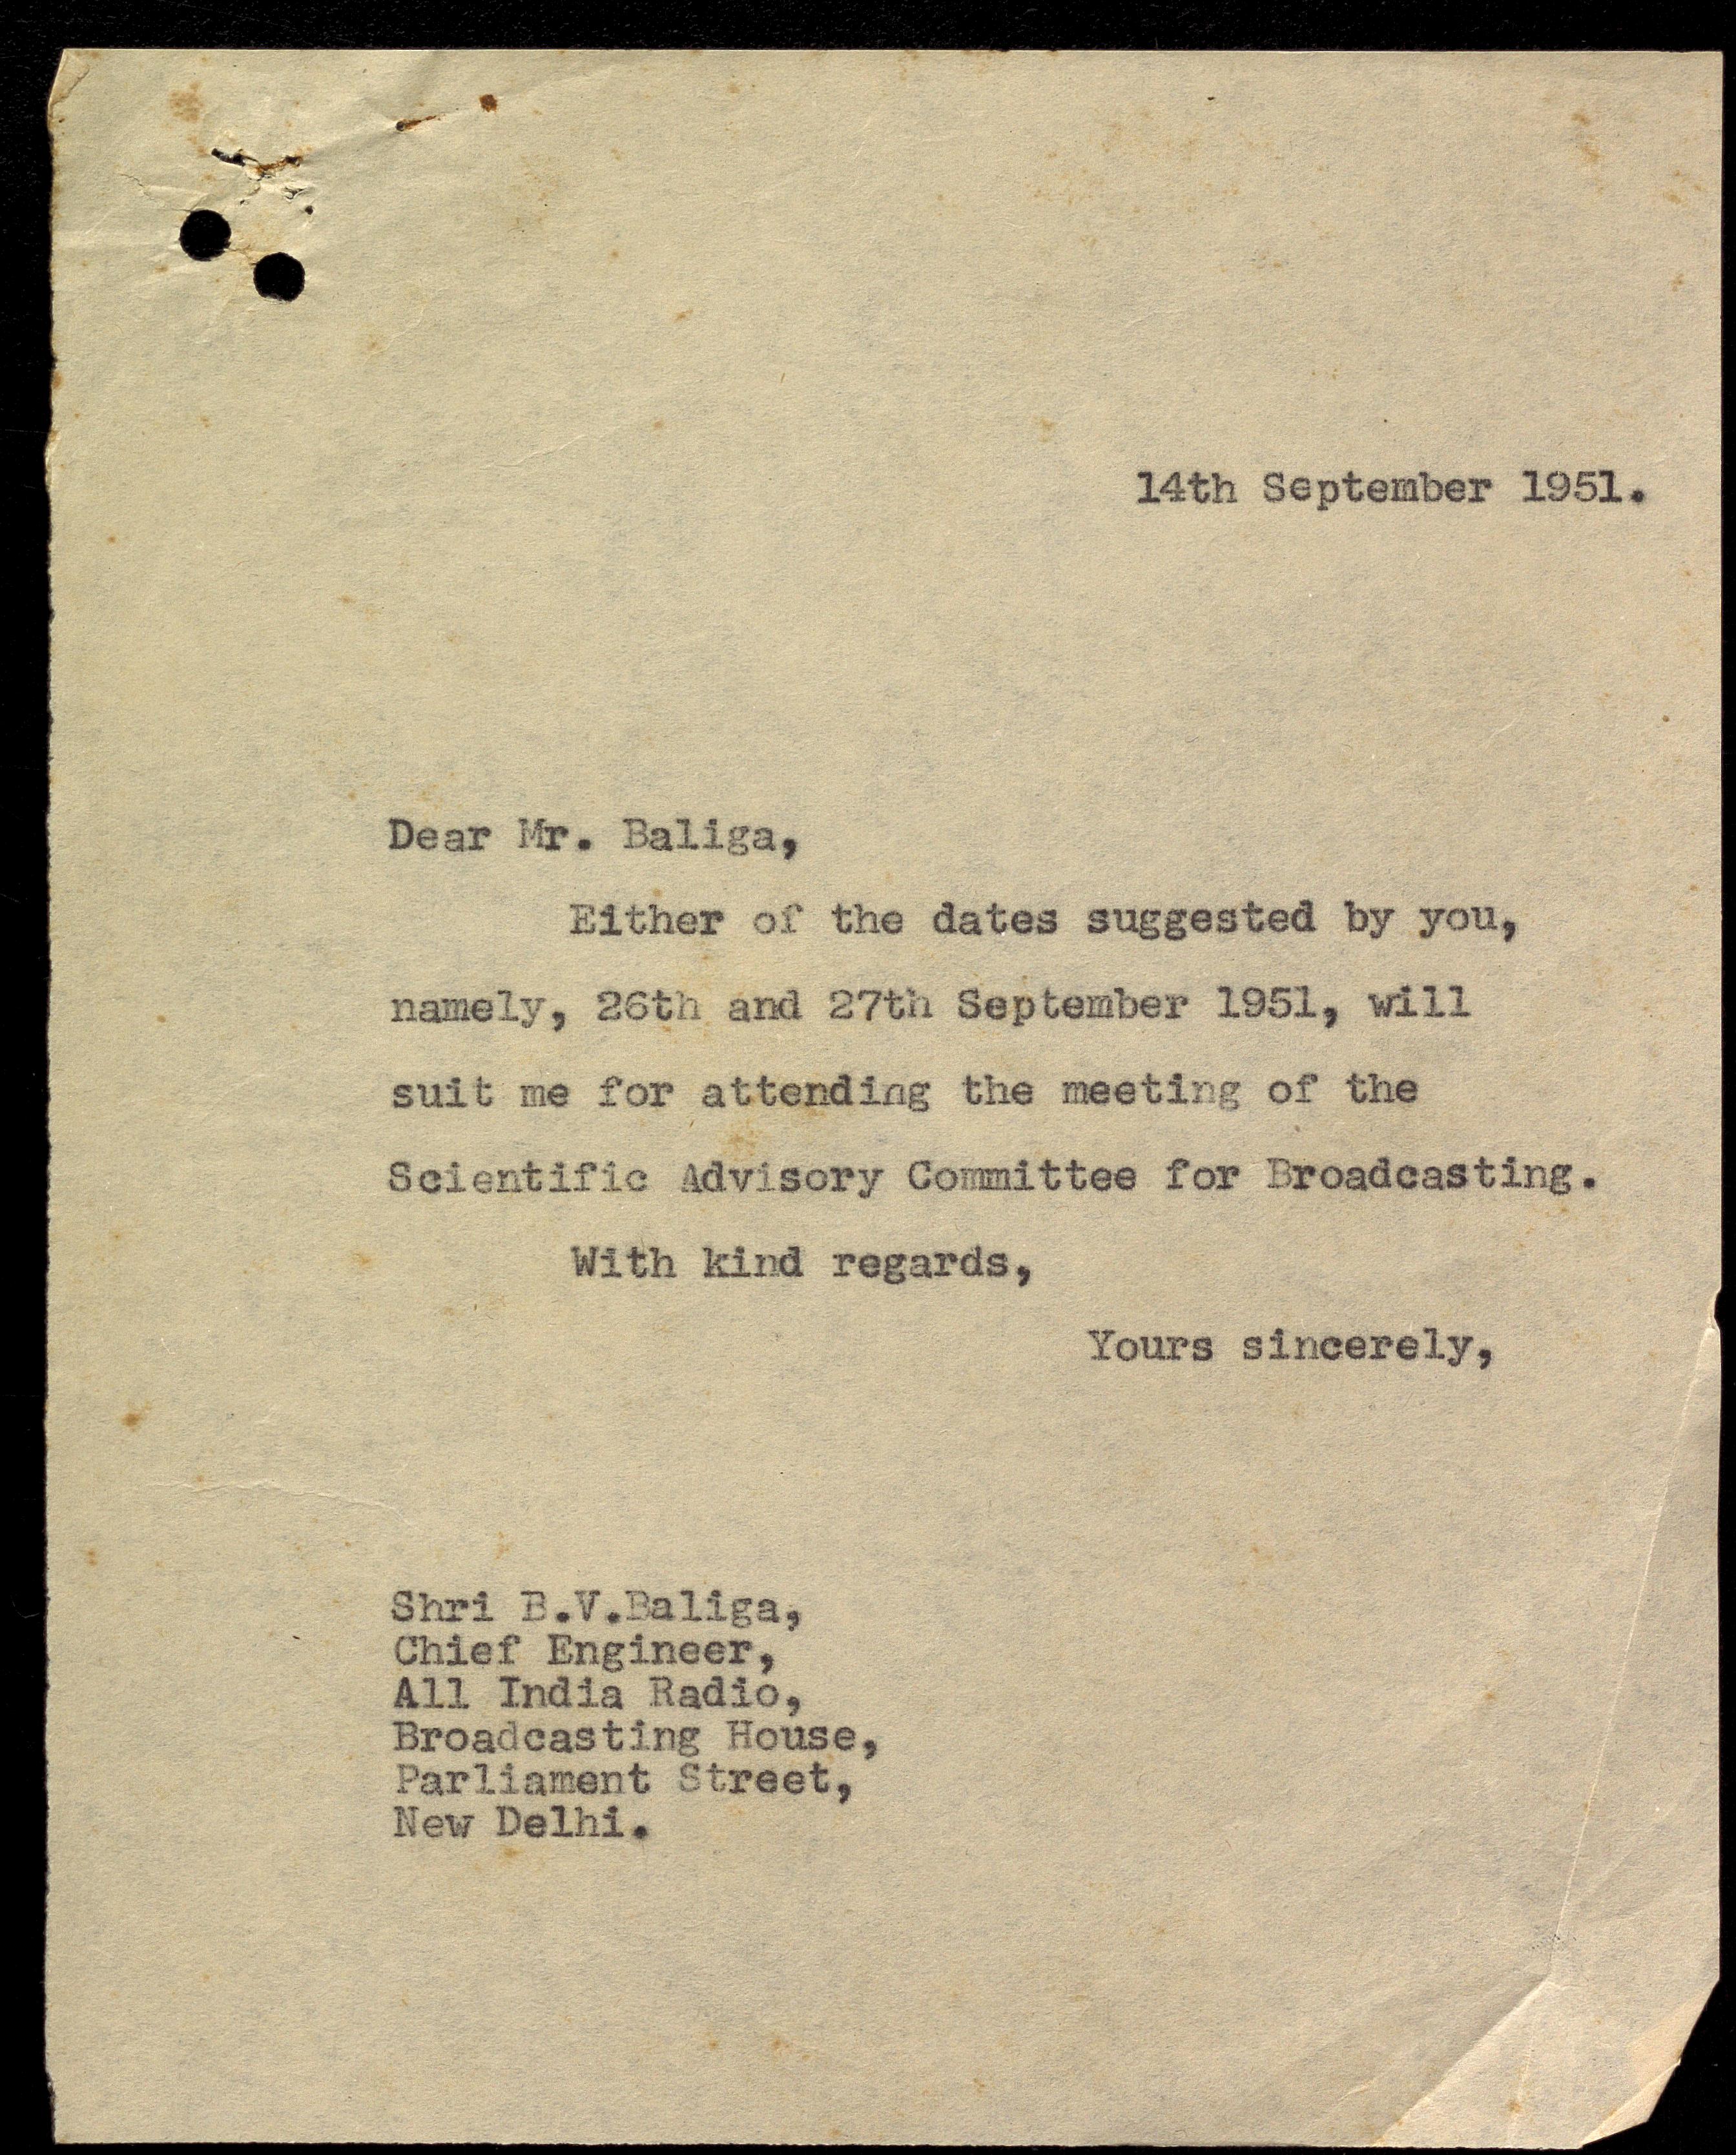 14th September 1951.
Dear Mr. Baliga,
Either of the dates suggested by you,
namely, 26th and 27th September 1951, will
suit me for attending the meeting of the
Scientific Advisory Committee for Broadcasting.
With kind regards,
Yours sincerely,
Shri B.V.Baliga,
Chief Engineer,
All India Radio,
Broadcasting House,
Parliament Street,
New Delhi.